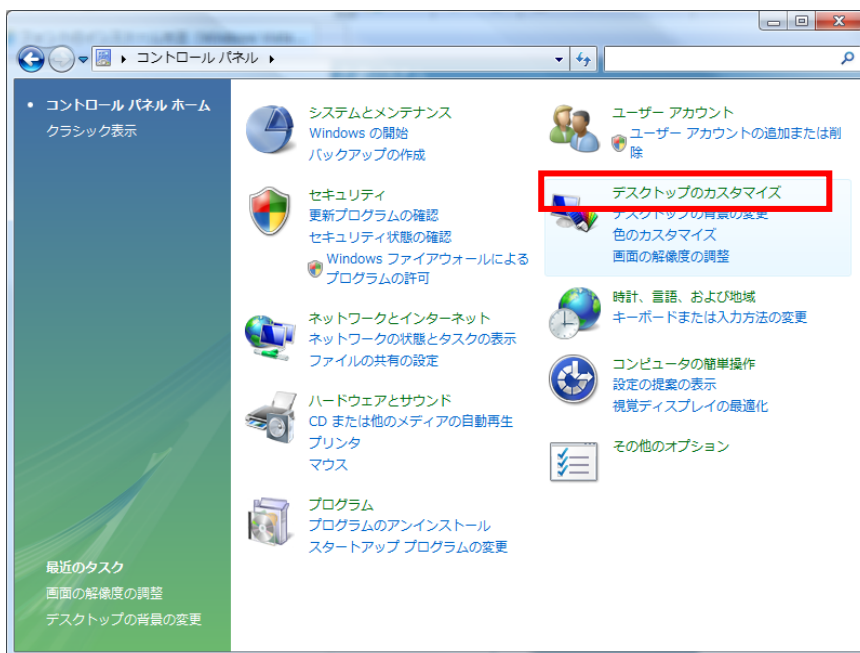 コントロール パネル
コントロール パネル ホーム
クラシック表示
システムとメンテナンス
Windows の開始
バックアップの作成
セキュリティ
更新プログラムの確認
セキュリティ状態の確認
Windows ファイアウォールによる
プログラムの許可
ネットワークとインターネット
ネットワークの状態とタスクの表示
ファイルの共有の設定
ハードウェアとサウンド
CD または他のメディアの自動再生
プリンタ
マウス
プログラム
プログラムのアンインストール
スタートアップ プログラムの変更
ユーザー アカウント
ユーザー アカウントの追加または削
除
デスクトップのカスタマイズ
デスクトップの背景の変更
色のカスタマイズ
画面の解像度の調整
時計、言語、および地域
キーボードまたは入力方法の変更
コンピュータの簡単操作
設定の提案の表示
視覚ディスプレイの最適化
その他のオプション
最近のタスク
画面の解像度の調整
デスクトップの背景の変更